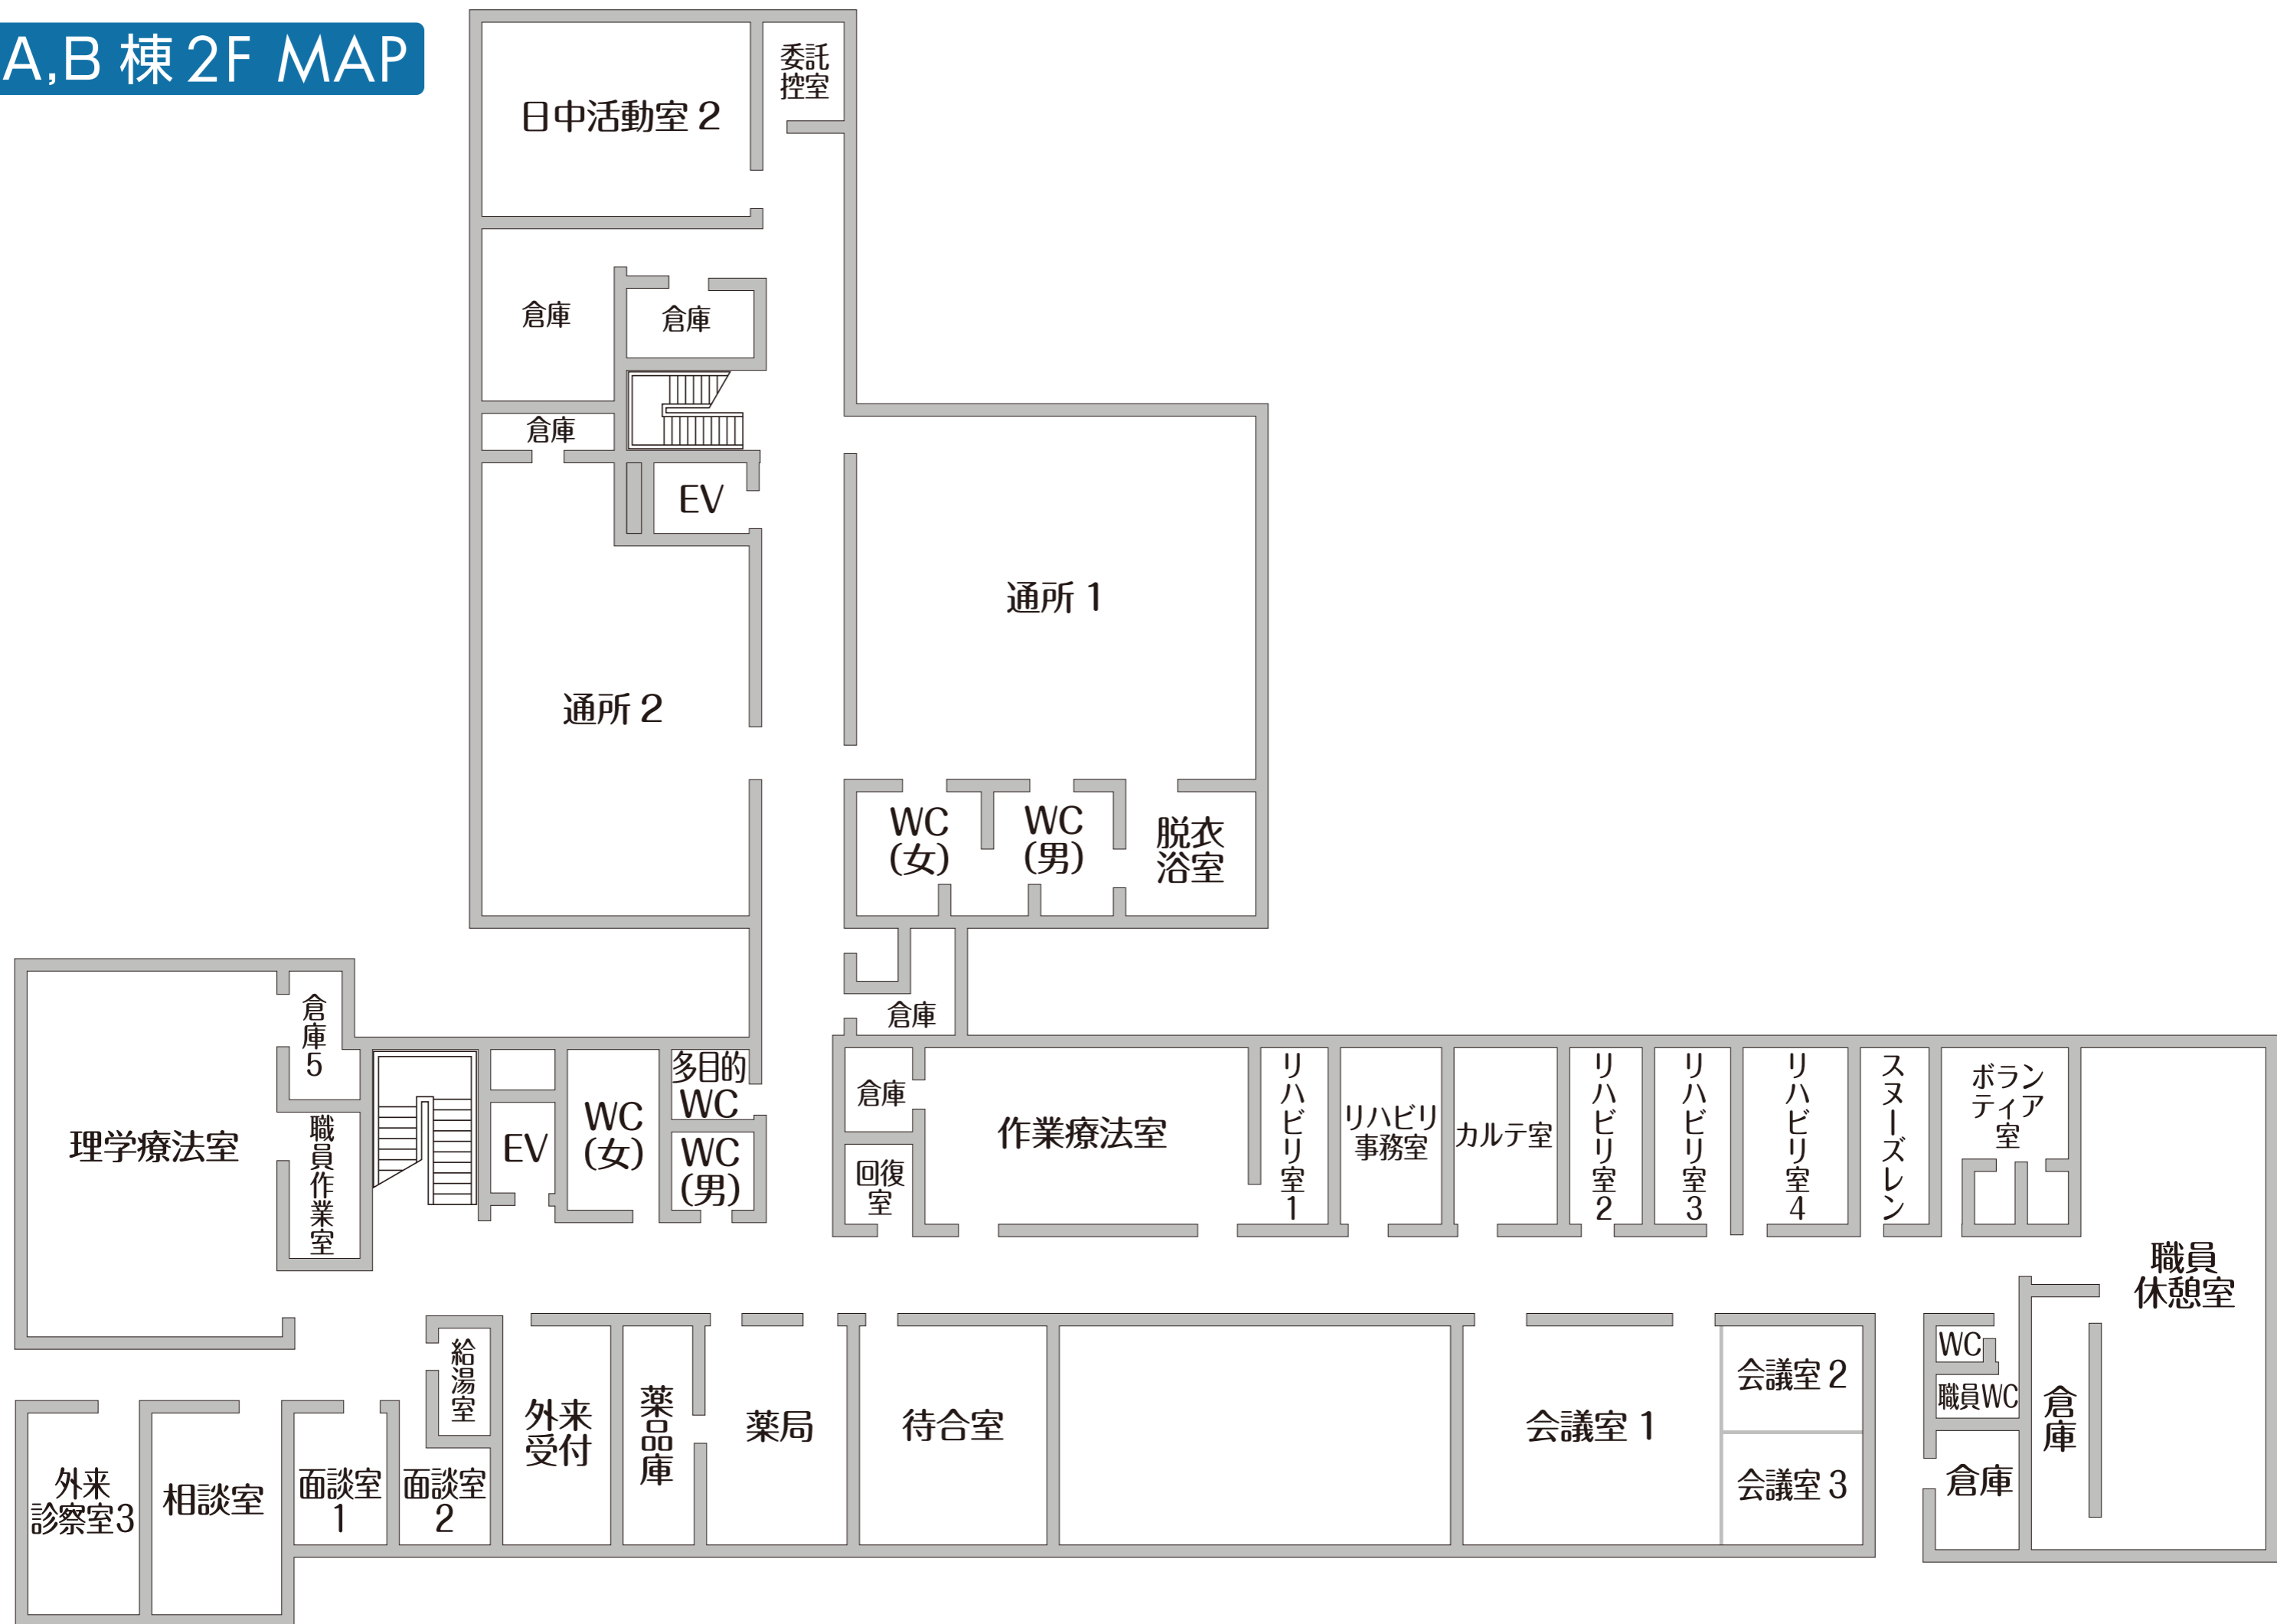 A,B 棟 2F MAP
委託
控室
日中活動室 2
倉庫
倉庫
倉庫
EV
通所 1
通所 2
WC
(女)
WC
(男)
脱衣
浴室
倉庫
倉庫5
理学療法室
職員作業室
EV
WC
(女)
多目的
WC
WC
(男)
倉庫
回復
室
作業療法室
リハビリ室1
リハビリ
事務室
カルテ室
リハビリ室2
リハビリ室3
リハビリ室4
スヌーズレン
ボラン
ティア
室
職員
休憩室
給湯室
外来
受付
薬品庫
薬局
待合室
会議室 1
会議室 2
会議室 3
WC
職員WC
倉庫
倉庫
外来
診察室3
相談室
面談室
1
面談室
2